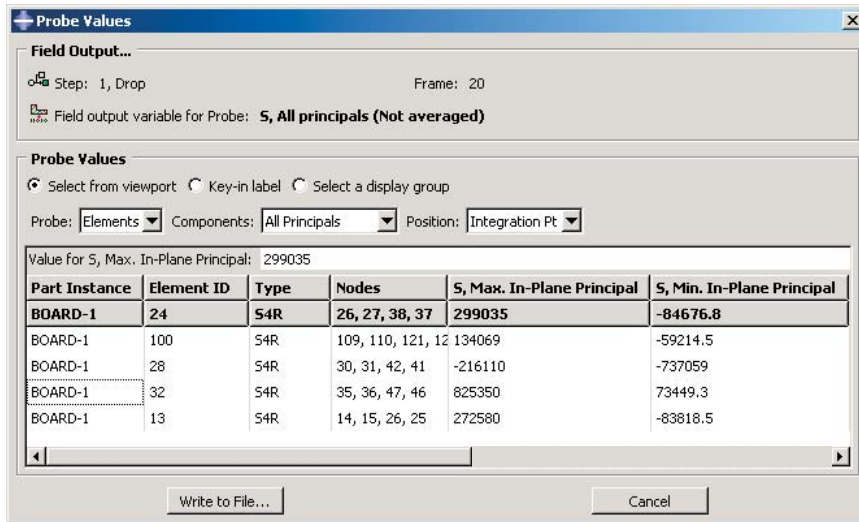 Probe Values
Field Output...
Step: 1, Drop Frame: 20
Field output variable for Probe: S, All principals (Not averaged)
Probe Values
Select from viewport Key-in label Select a display group
Probe: Elements Components: All Principals Position: Integration Pt
Value for S, Max. In-Plane Principal: 299035
Part Instance Element ID Type Nodes S, Max. In-Plane Principal S, Min. In-Plane Principal
BOARD-1 24 S4R 26, 27, 38, 37 299035 -84676.8
BOARD-1 100 S4R 109, 110, 121, 12 134069 -59214.5
BOARD-1 28 S4R 30, 31, 42, 41 -216110 -737059
BOARD-1 32 S4R 35, 36, 47, 46 825350 73449.3
BOARD-1 13 S4R 14, 15, 26, 25 272580 -83818.5
Write to File... Cancel